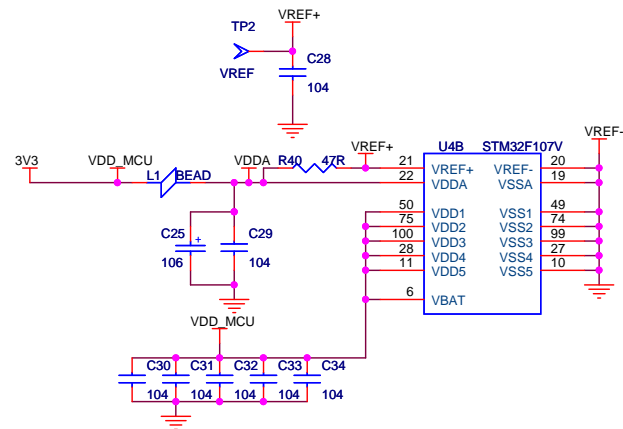 TP2
VREF+
VREF
C28
104
3V3
VDD_MCU
L1
BEAD
VDDA
R40
47R
VREF+
U4B
STM32F107V
VREF-
21
VREF+
VREF-
20
22
VDDA
VSSA
19
50
VDD1
VSS1
49
75
VDD2
VSS2
74
100
VDD3
VSS3
99
28
VDD4
VSS4
27
11
VDD5
VSS5
10
6
VBAT
C25
+
106
C29
104
VDD_MCU
C30
C31
C32
C33
C34
104
104
104
104
104